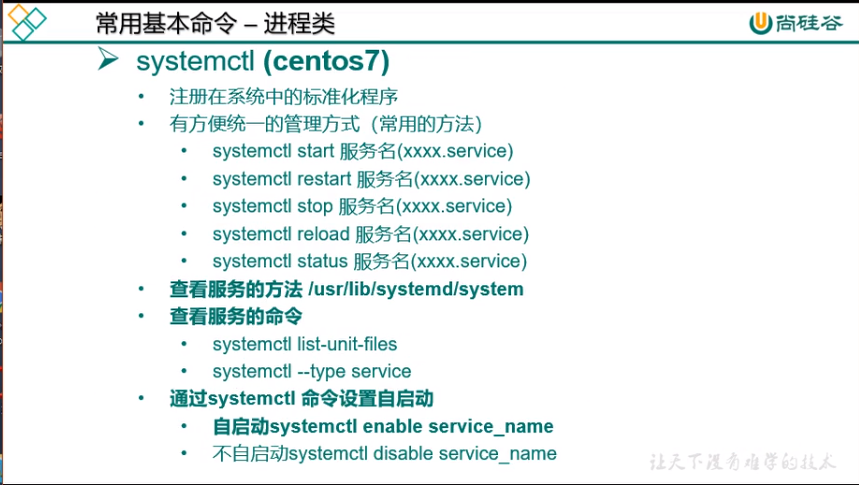 常用基本命令 – 进程类
尚硅谷
systemctl (centos7)
注册在系统中的标准化程序
有方便统一的管理方式（常用的方法）
systemctl start 服务名(xxxx.service)
systemctl restart 服务名(xxxx.service)
systemctl stop 服务名(xxxx.service)
systemctl reload 服务名(xxxx.service)
systemctl status 服务名(xxxx.service)
查看服务的方法 /usr/lib/systemd/system
查看服务的命令
systemctl list-unit-files
systemctl --type service
通过systemctl 命令设置自启动
自启动systemctl enable service_name
不自启动systemctl disable service_name
让天下没有难学的技术